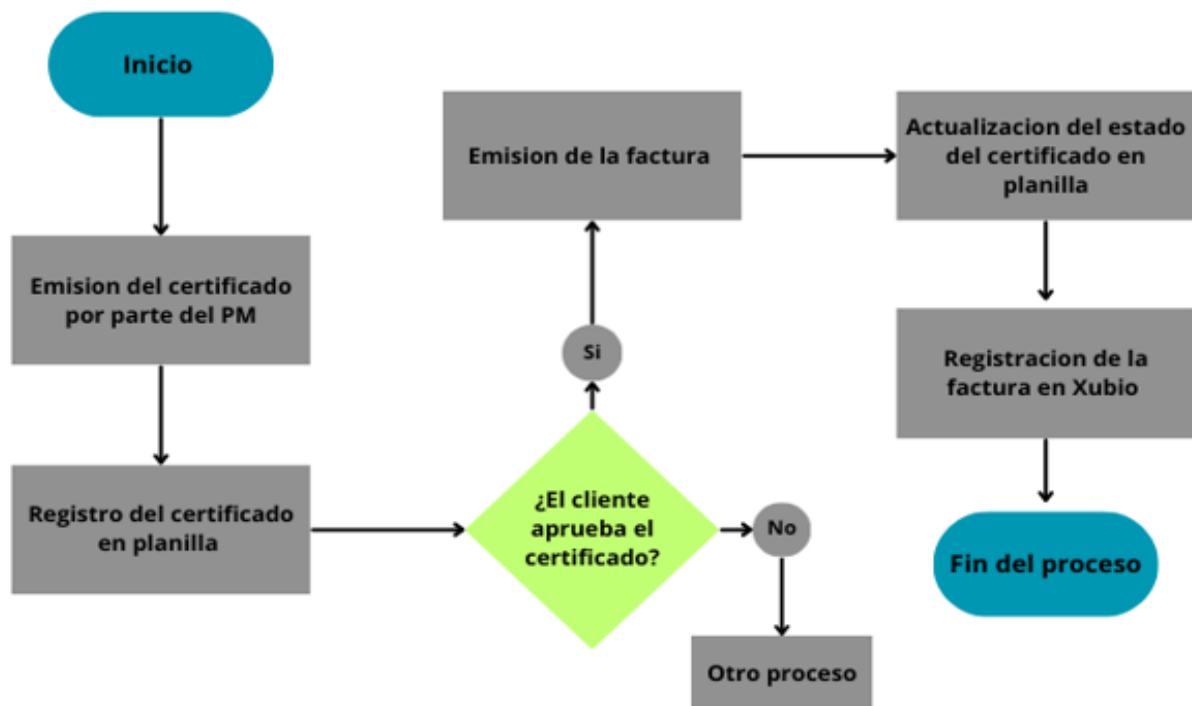 Inicio
Emision del certificado
por parte del PM
Registro del certificado
en planilla
¿El cliente
aprueba el
certificado?
Si
No
Otro proceso
Emision de la factura
Actualizacion del estado
del certificado en
planilla
Registracion de la
factura en Xubio
Fin del proceso